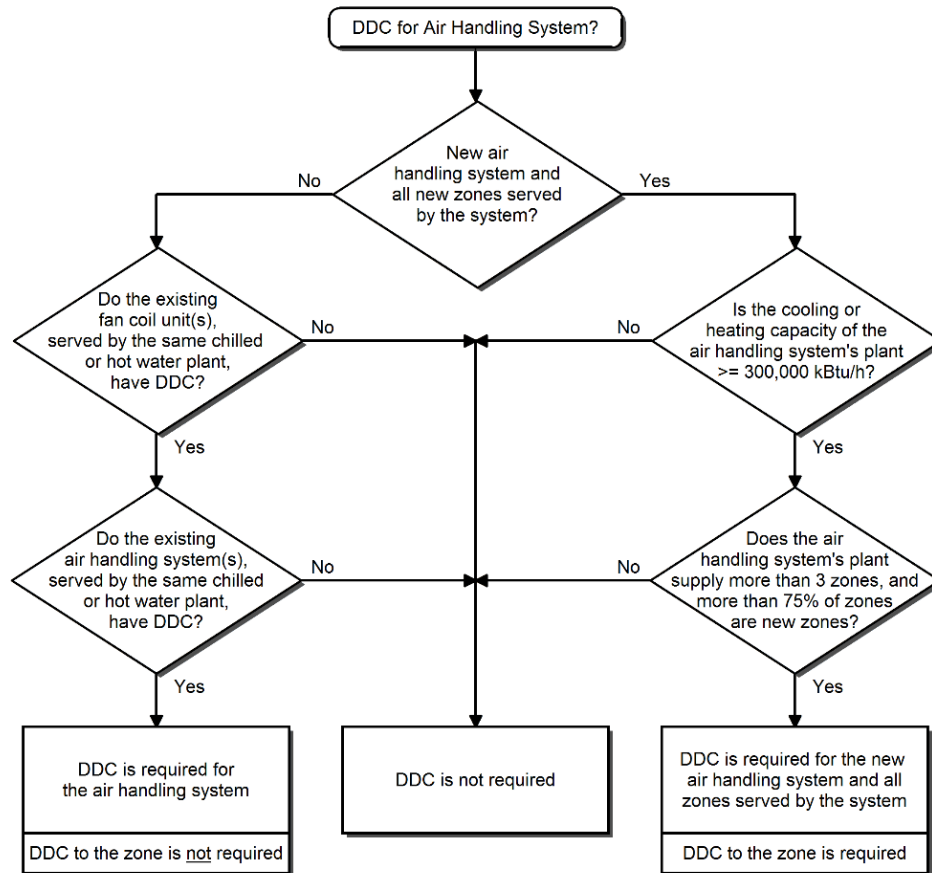 DDC for Air Handling System?
New air
handling system and
all new zones served
by the system?
No
Yes
Do the existing
fan coil unit(s),
served by the same chilled
or hot water plant,
have DDC?
No
No
Is the cooling or
heating capacity of the
air handling system's plant
>= 300,000 kBtu/h?
Yes
Yes
Do the existing
air handling system(s),
served by the same chilled
or hot water plant,
have DDC?
No
No
Does the air
handling system's plant
supply more than 3 zones, and
more than 75% of zones
are new zones?
Yes
Yes
DDC is required for
the air handling system
DDC to the zone is not required
DDC is not required
DDC is required for the new
air handling system and all
zones served by the system
DDC to the zone is required